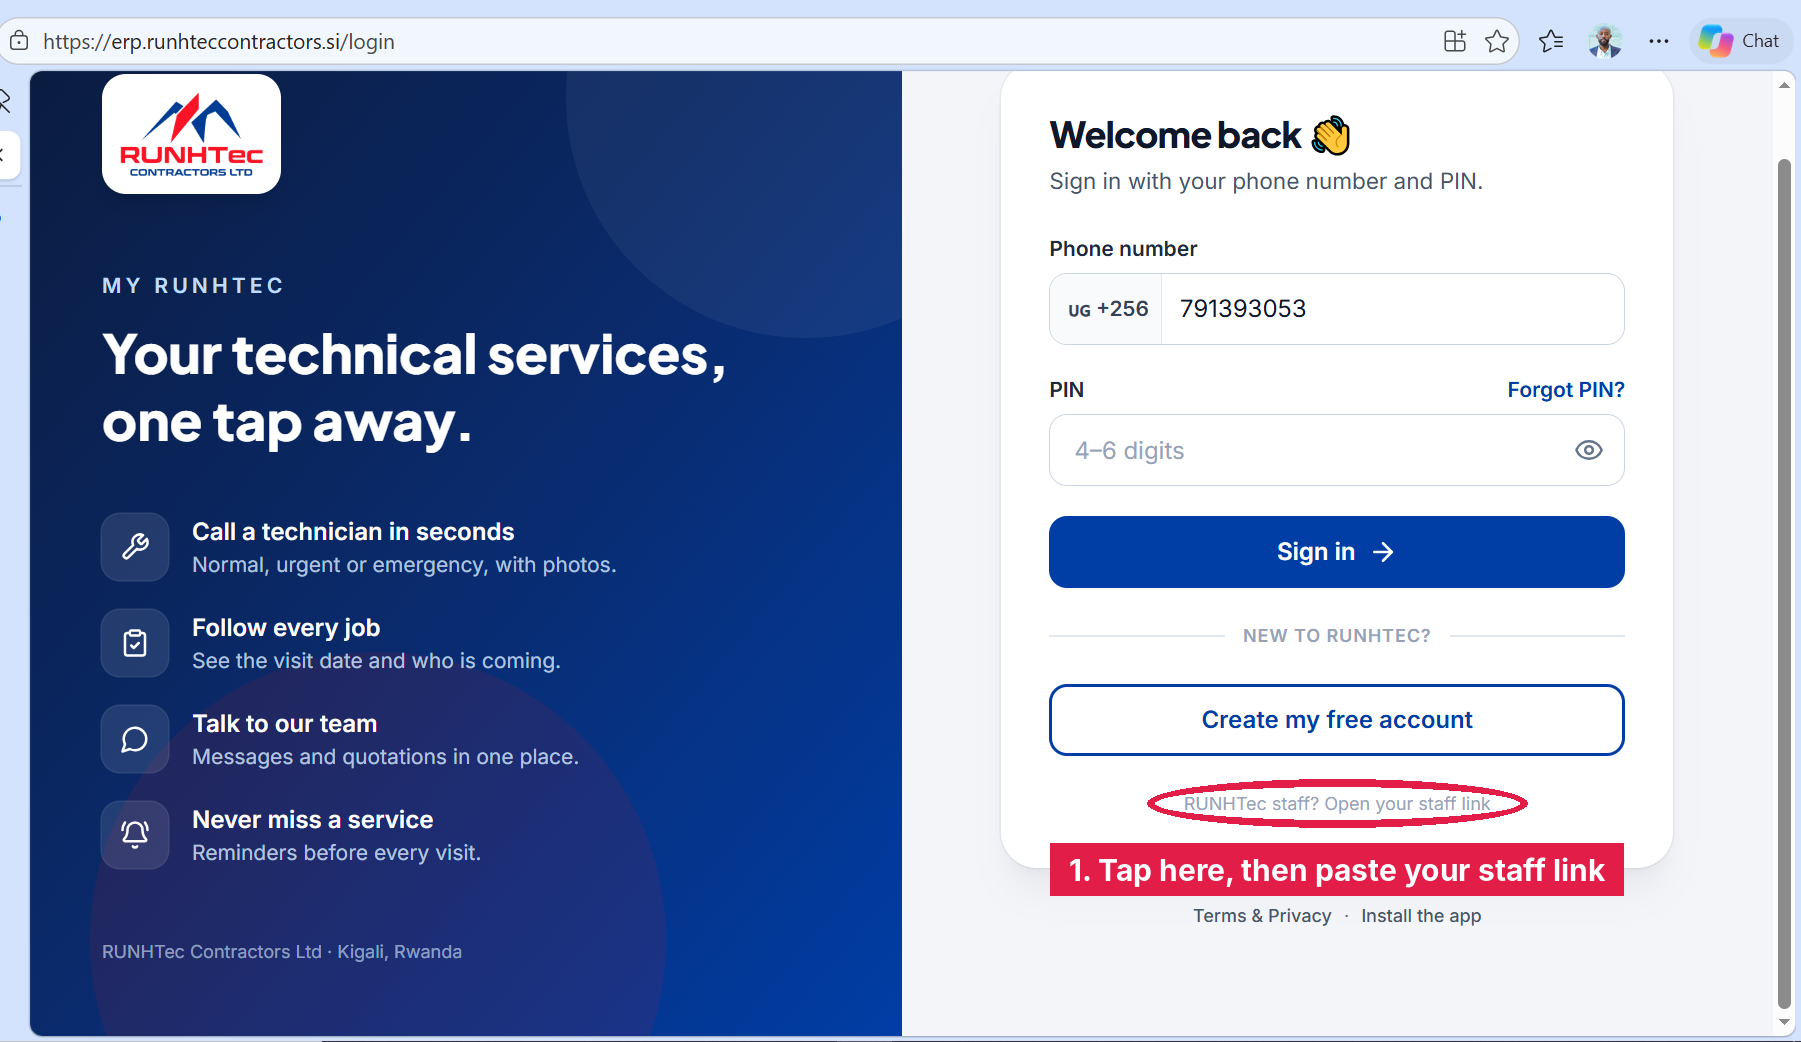 https://erp.runhteccontractors.si/login
Chat
RUNHTec
CONTRACTORS LTD
MY RUNHTEC
Your technical services,
one tap away.
Call a technician in seconds
Normal, urgent or emergency, with photos.
Follow every job
See the visit date and who is coming.
Talk to our team
Messages and quotations in one place.
Never miss a service
Reminders before every visit.
RUNHTec Contractors Ltd · Kigali, Rwanda
Welcome back 👋
Sign in with your phone number and PIN.
Phone number
UG +256 791393053
PIN Forgot PIN?
4–6 digits
Sign in →
NEW TO RUNHTEC?
Create my free account
RUNHTec staff? Open your staff link
1. Tap here, then paste your staff link
Terms & Privacy · Install the app